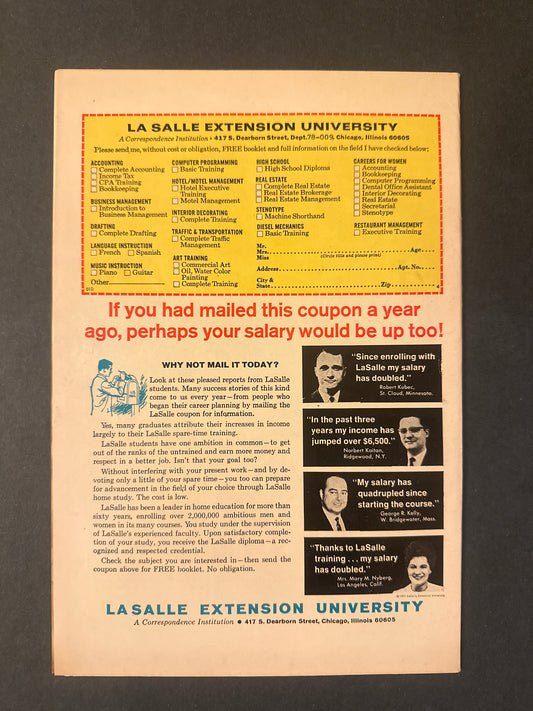 LA SALLE EXTENSION UNIVERSITY
A Correspondence Institution • 417 S. Dearborn Street, Dept. 78-009, Chicago, Illinois 60605
Please send me, without cost or obligation, FREE booklet and full information on the field I have checked below:
ACCOUNTING
Complete Accounting
Income Tax
CPA Training
Bookkeeping
BUSINESS MANAGEMENT
Introduction to
Business Management
DRAFTING
Complete Drafting
LANGUAGE INSTRUCTION
French Spanish
MUSIC INSTRUCTION
Piano Guitar
Other
COMPUTER PROGRAMMING
Basic Training
HOTEL/MOTEL MANAGEMENT
Hotel Executive
Training
Motel Management
INTERIOR DECORATING
Complete Training
TRAFFIC & TRANSPORTATION
Complete Traffic
Management
ART TRAINING
Commercial Art
Oil, Water Color
Painting
Complete Training
HIGH SCHOOL
High School Diploma
REAL ESTATE
Complete Real Estate
Real Estate Brokerage
Real Estate Management
STENOTYPE
Machine Shorthand
DIESEL MECHANICS
Basic Training
CAREERS FOR WOMEN
Accounting
Bookkeeping
Computer Programming
Dental Office Assistant
Interior Decorating
Real Estate
Secretarial
Stenotype
RESTAURANT MANAGEMENT
Executive Training
Mr.
Mrs. Age
Miss (Circle title and please print)
Address Apt. No.
City &
State Zip
If you had mailed this coupon a year
ago, perhaps your salary would be up too!
WHY NOT MAIL IT TODAY?
Look at these pleased reports from LaSalle
students. Many success stories of this kind
come to us every year—from people who
began their career planning by mailing the
LaSalle coupon for information.
Yes, many graduates attribute their increases in income
largely to their LaSalle spare-time training.
LaSalle students have one ambition in common—to get
out of the ranks of the untrained and earn more money and
respect in a better job. Isn't that your goal too?
Without interfering with your present work—and by de-
voting only a little of your spare time—you too can prepare
for advancement in the field of your choice through LaSalle
home study. The cost is low.
LaSalle has been a leader in home education for more than
sixty years, enrolling over 2,000,000 ambitious men and
women in its many courses. You study under the supervision
of LaSalle's experienced faculty. Upon satisfactory comple-
tion of your study, you receive the LaSalle diploma—a rec-
ognized and respected credential.
Check the subject you are interested in—then send the
coupon above for FREE booklet. No obligation.
"Since enrolling with
LaSalle my salary
has doubled."
Robert Kubec,
St. Cloud, Minnesota.
"In the past three
years my income has
jumped over $6,500."
Norbert Kaitan,
Ridgewood, N.Y.
"My salary has
quadrupled since
starting the course."
George R. Kelly,
W. Bridgewater, Mass.
"Thanks to LaSalle
training . . . my salary
has doubled."
Mrs. Mary M. Nyberg,
Los Angeles, Calif.
LA SALLE EXTENSION UNIVERSITY
A Correspondence Institution • 417 S. Dearborn Street, Chicago, Illinois 60605